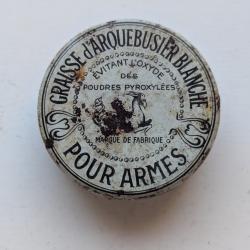 GRAISSE D'ARQUEBUSIER BLANCHE
ÉVITANT L'OXYDE
DES
POUDRES PYROXYLÉES
MARQUE DE FABRIQUE
POUR ARMES